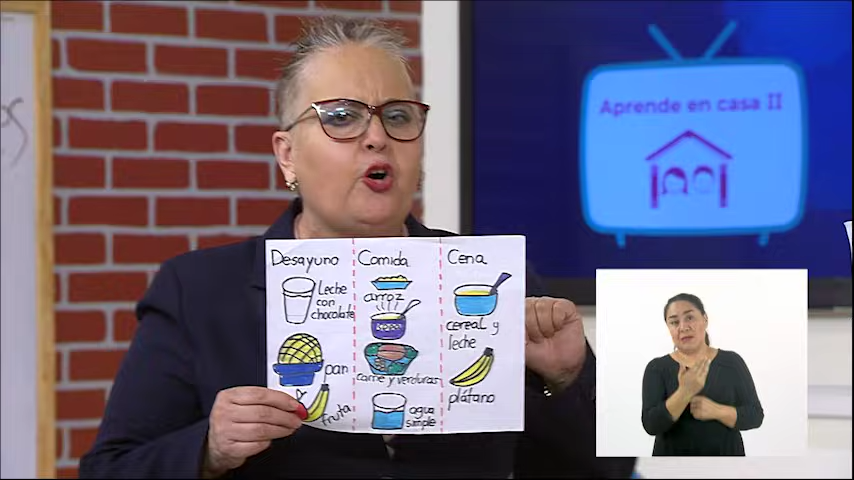 Aprende en casa II
Desayuno
Leche
con
chocolate
pan
fruta
Comida
arroz
sopa
carne y verduras
agua
simple
Cena
cereal y
leche
plátano